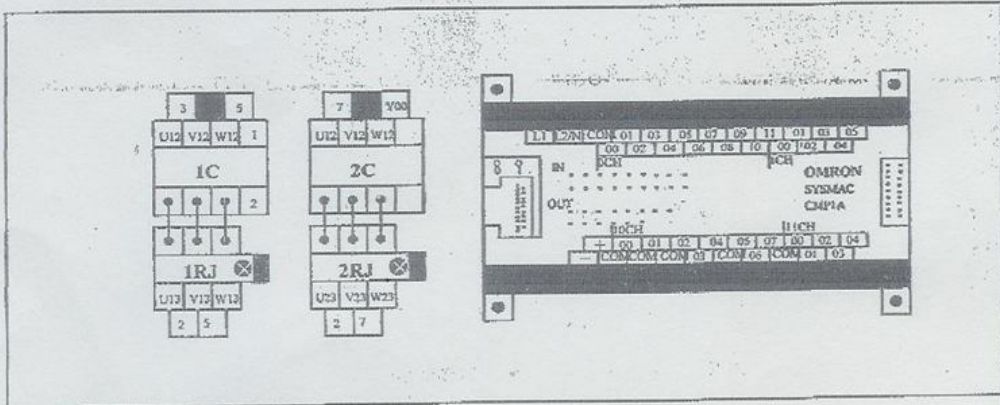 3 5
U12 V12 W12 1
1C
2
1RJ
U13 V13 W13
2 5
7 Y00
U12 V12 W12
2C
2RJ
U23 V23 W23
2 7
L1 L2/N COM 01 03 05 07 09 11 01 03 05
00 02 04 06 08 10 00 02 04
IN 0CH 1CH
OMRON
SYSMAC
CMP1A
OUT
10CH 11CH
+ 00 01 02 04 05 07 00 02 04
- COM COM COM 03 COM 06 COM 01 03